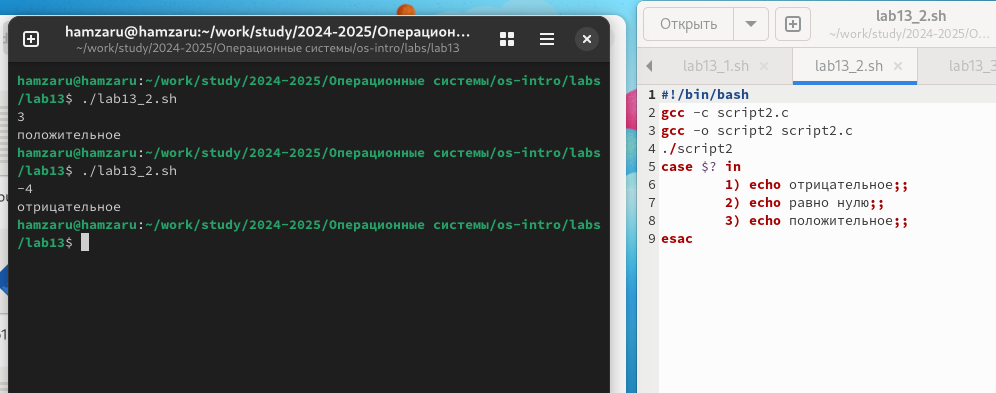 hamzaru@hamzaru:~/work/study/2024-2025/Операцион...
~/work/study/2024-2025/Операционные системы/os-intro/labs/lab13
hamzaru@hamzaru:~/work/study/2024-2025/Операционные системы/os-intro/labs
/lab13$ ./lab13_2.sh
3
положительное
hamzaru@hamzaru:~/work/study/2024-2025/Операционные системы/os-intro/labs
/lab13$ ./lab13_2.sh
-4
отрицательное
hamzaru@hamzaru:~/work/study/2024-2025/Операционные системы/os-intro/labs
/lab13$
Открыть
lab13_2.sh
~/work/study/2024-2025/О...
lab13_1.sh
lab13_2.sh
lab13_3
1 #!/bin/bash
2 gcc -c script2.c
3 gcc -o script2 script2.c
4 ./script2
5 case $? in
6 1) echo отрицательное;;
7 2) echo равно нулю;;
8 3) echo положительное;;
9 esac